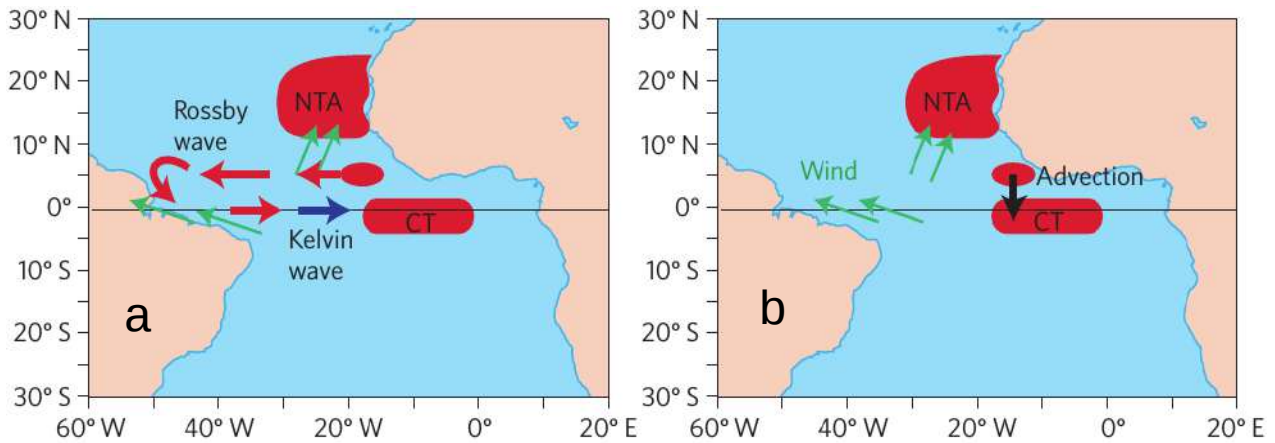 30° N
20° N
10° N
0°
10° S
20° S
30° S
60° W
40° W
20° W
0°
20° E
NTA
Rossby
wave
CT
Kelvin
wave
a
30° N
20° N
10° N
0°
10° S
20° S
30° S
60° W
40° W
20° W
0°
20° E
NTA
Wind
Advection
CT
b